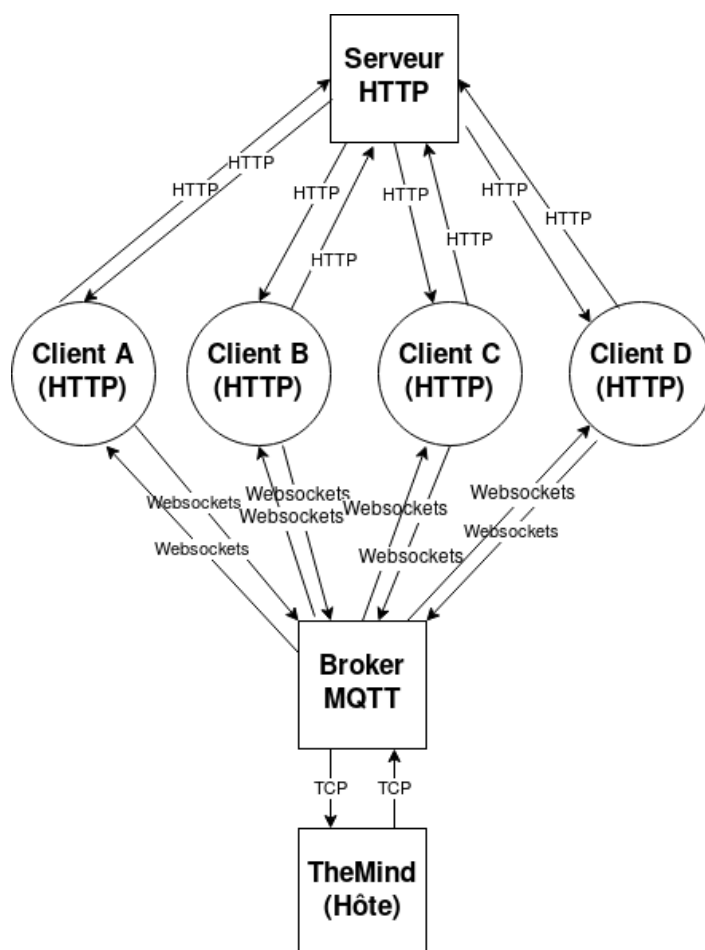 Serveur
HTTP
HTTP
HTTP
HTTP
HTTP
HTTP
HTTP
HTTP
HTTP
Client A
(HTTP)
Client B
(HTTP)
Client C
(HTTP)
Client D
(HTTP)
Websockets
Websockets
Websockets
Websockets
Websockets
Websockets
Websockets
Websockets
Broker
MQTT
TCP
TCP
TheMind
(Hôte)